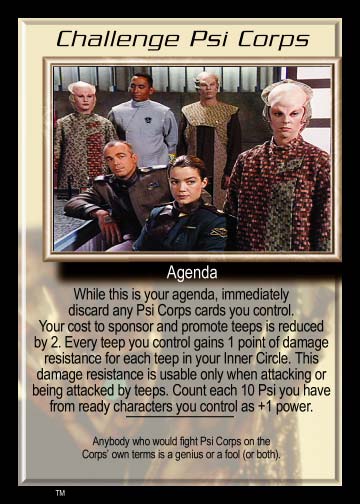 Challenge Psi Corps
Agenda
While this is your agenda, immediately
discard any Psi Corps cards you control.
Your cost to sponsor and promote teeps is reduced
by 2. Every teep you control gains 1 point of damage
resistance for each teep in your Inner Circle. This
damage resistance is usable only when attacking or
being attacked by teeps. Count each 10 Psi you have
from ready characters you control as +1 power.
Anybody who would fight Psi Corps on the
Corps' own terms is a genius or a fool (or both).
TM